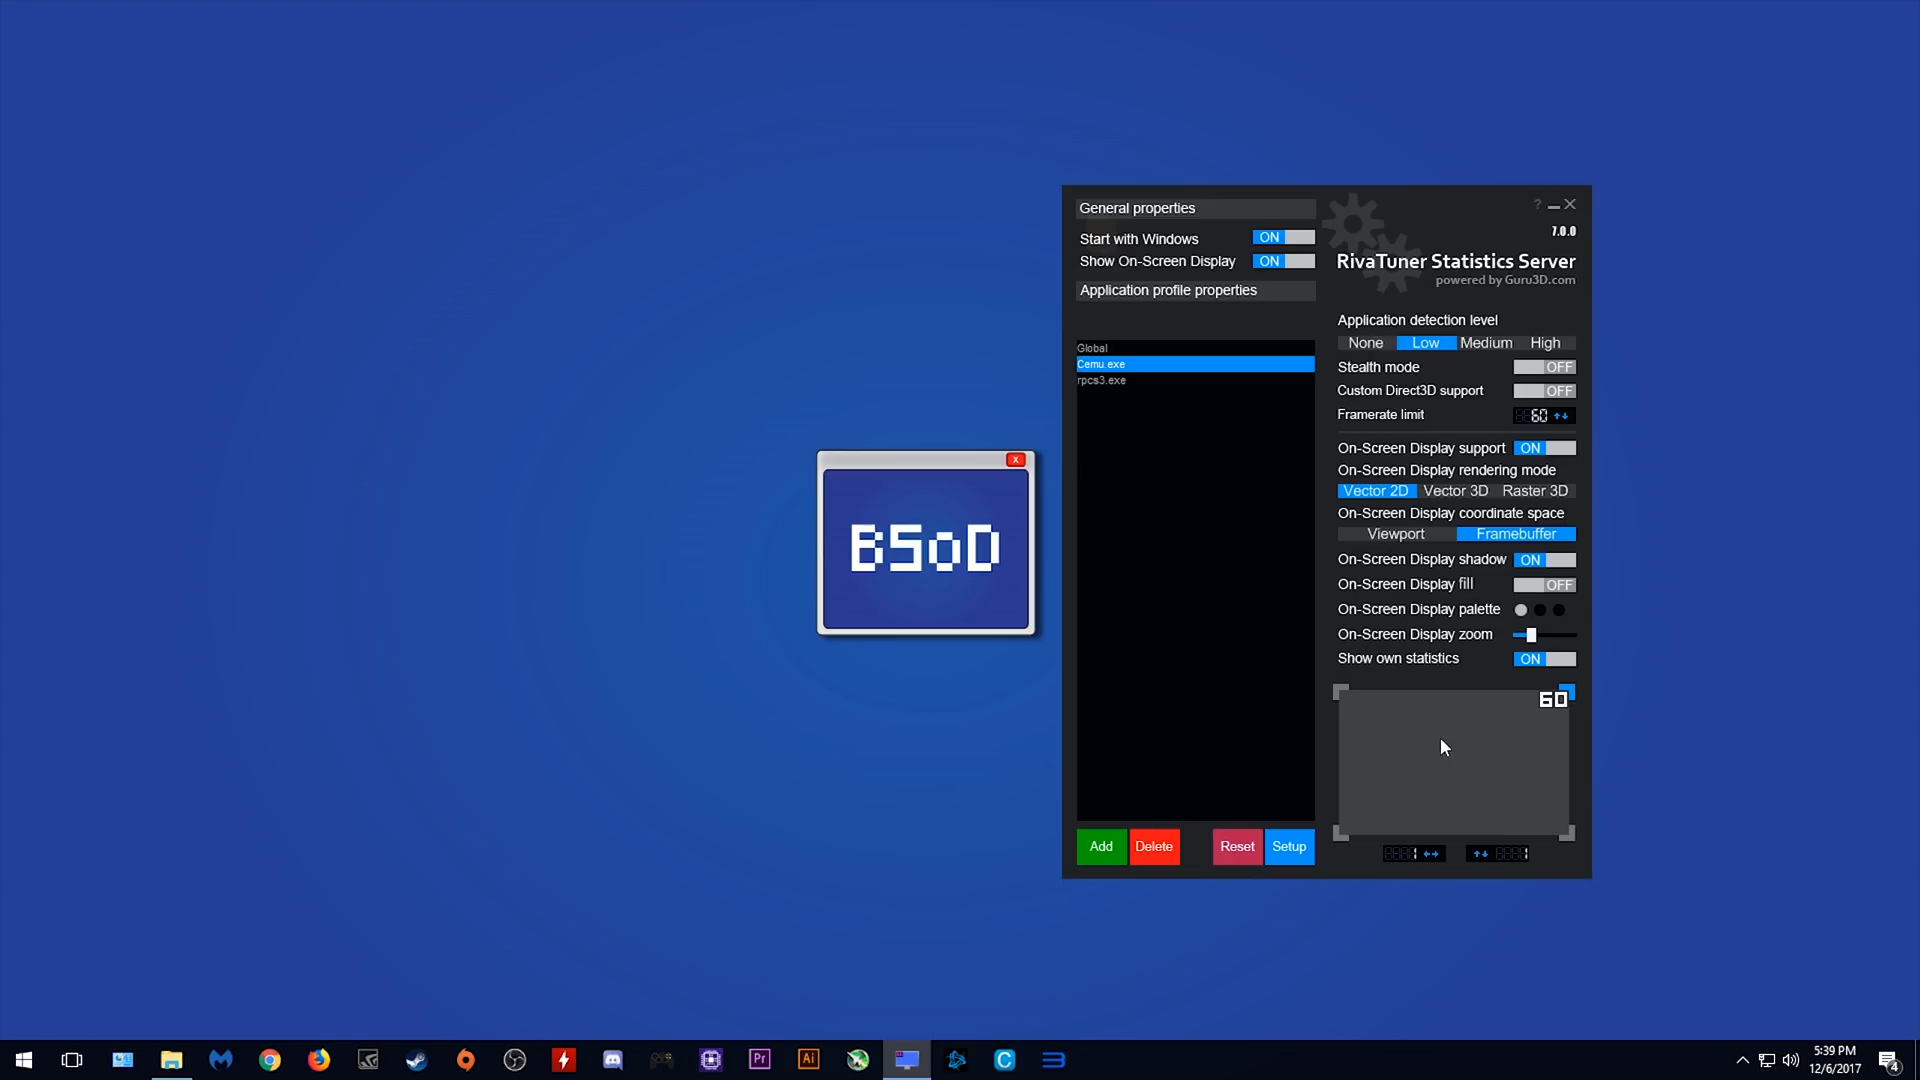 General properties
Start with Windows ON
Show On-Screen Display ON
Application profile properties
Global
Cemu.exe
rpcs3.exe
Add Delete Reset Setup
?
7.0.0
RivaTuner Statistics Server
powered by Guru3D.com
Application detection level
None Low Medium High
Stealth mode OFF
Custom Direct3D support OFF
Framerate limit 60
On-Screen Display support ON
On-Screen Display rendering mode
Vector 2D Vector 3D Raster 3D
On-Screen Display coordinate space
Viewport Framebuffer
On-Screen Display shadow ON
On-Screen Display fill OFF
On-Screen Display palette
On-Screen Display zoom
Show own statistics ON
60
1 1
X
BSoD
Pr
Ai
C
5:39 PM
12/6/2017
4